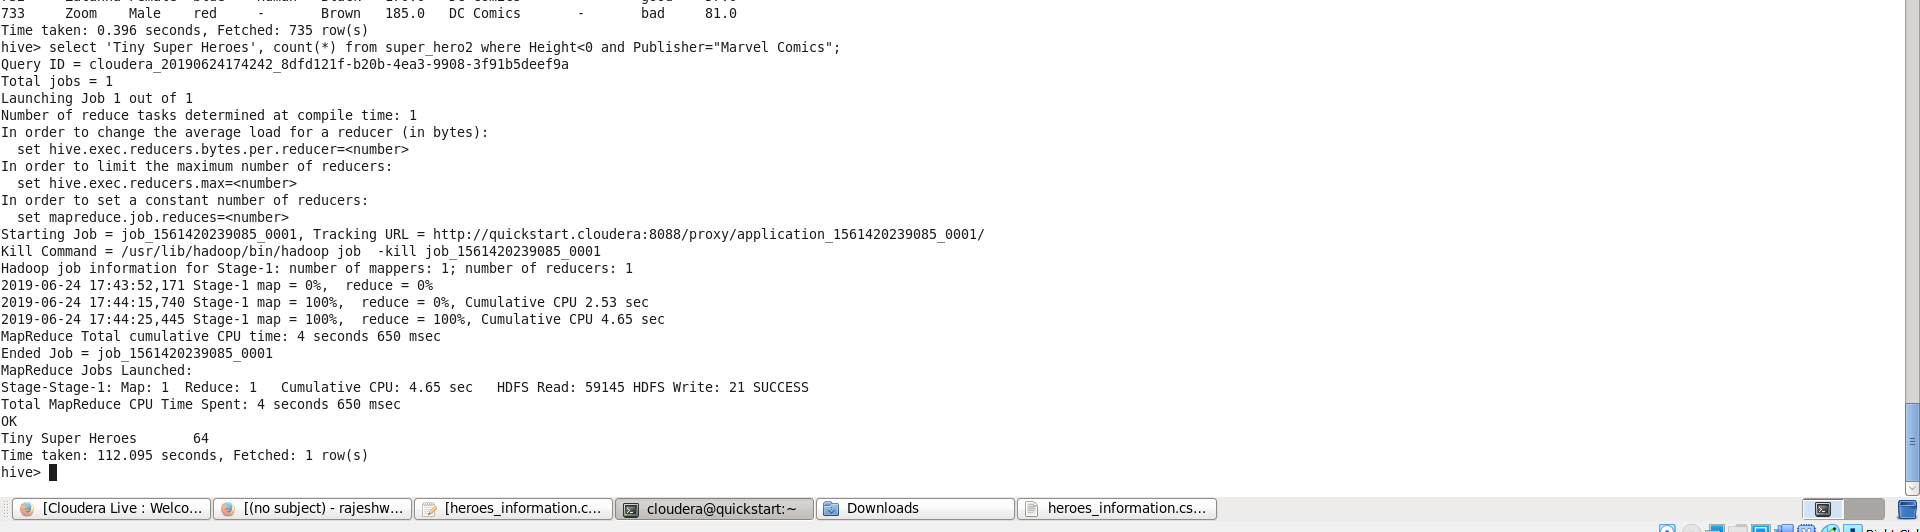 733     Zoom    Male    red     -       Brown   185.0   DC Comics       -       bad     81.0
Time taken: 0.396 seconds, Fetched: 735 row(s)
hive> select 'Tiny Super Heroes', count(*) from super_hero2 where Height<0 and Publisher="Marvel Comics";
Query ID = cloudera_20190624174242_8dfd121f-b20b-4ea3-9908-3f91b5deef9a
Total jobs = 1
Launching Job 1 out of 1
Number of reduce tasks determined at compile time: 1
In order to change the average load for a reducer (in bytes):
  set hive.exec.reducers.bytes.per.reducer=<number>
In order to limit the maximum number of reducers:
  set hive.exec.reducers.max=<number>
In order to set a constant number of reducers:
  set mapreduce.job.reduces=<number>
Starting Job = job_1561420239085_0001, Tracking URL = http://quickstart.cloudera:8088/proxy/application_1561420239085_0001/
Kill Command = /usr/lib/hadoop/bin/hadoop job  -kill job_1561420239085_0001
Hadoop job information for Stage-1: number of mappers: 1; number of reducers: 1
2019-06-24 17:43:52,171 Stage-1 map = 0%,  reduce = 0%
2019-06-24 17:44:15,740 Stage-1 map = 100%,  reduce = 0%, Cumulative CPU 2.53 sec
2019-06-24 17:44:25,445 Stage-1 map = 100%,  reduce = 100%, Cumulative CPU 4.65 sec
MapReduce Total cumulative CPU time: 4 seconds 650 msec
Ended Job = job_1561420239085_0001
MapReduce Jobs Launched:
Stage-Stage-1: Map: 1  Reduce: 1   Cumulative CPU: 4.65 sec   HDFS Read: 59145 HDFS Write: 21 SUCCESS
Total MapReduce CPU Time Spent: 4 seconds 650 msec
OK
Tiny Super Heroes       64
Time taken: 112.095 seconds, Fetched: 1 row(s)
hive>
[Cloudera Live : Welco... [(no subject) - rajeshw... [heroes_information.c... cloudera@quickstart:~ Downloads heroes_information.cs...